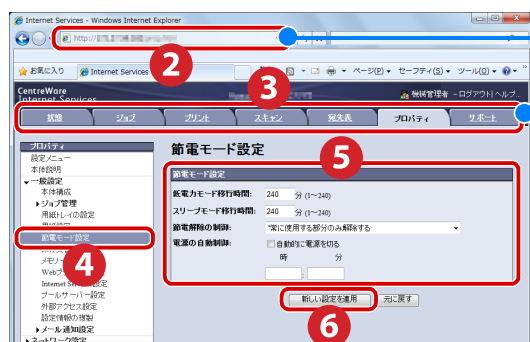 Internet Services - Windows Internet Explorer
http://
2
お気に入り
Internet Services
ページ(P)
セーフティ(S)
ツール(O)
3
CentreWare
Internet Services
機械管理者 - ログアウト|ヘルプ
状態
ジョブ
プリント
スキャン
宛先表
プロパティ
サポート
プロパティ
設定メニュー
本体説明
一般設定
本体構成
ジョブ管理
用紙トレイの設定
節電モード設定
4
メモリー
Web
Internet Services設定
プールサーバー設定
外部アクセス設定
設定情報の複製
メール通知設定
ネットワーク設定
節電モード設定
5
節電モード設定
低電力モード移行時間: 240 分 (1~240)
スリープモード移行時間: 240 分 (1~240)
節電解除の制御: *常に使用する部分のみ解除する
電源の自動制御: 自動的に電源を切る
時 分
:
新しい設定を適用
元に戻す
6